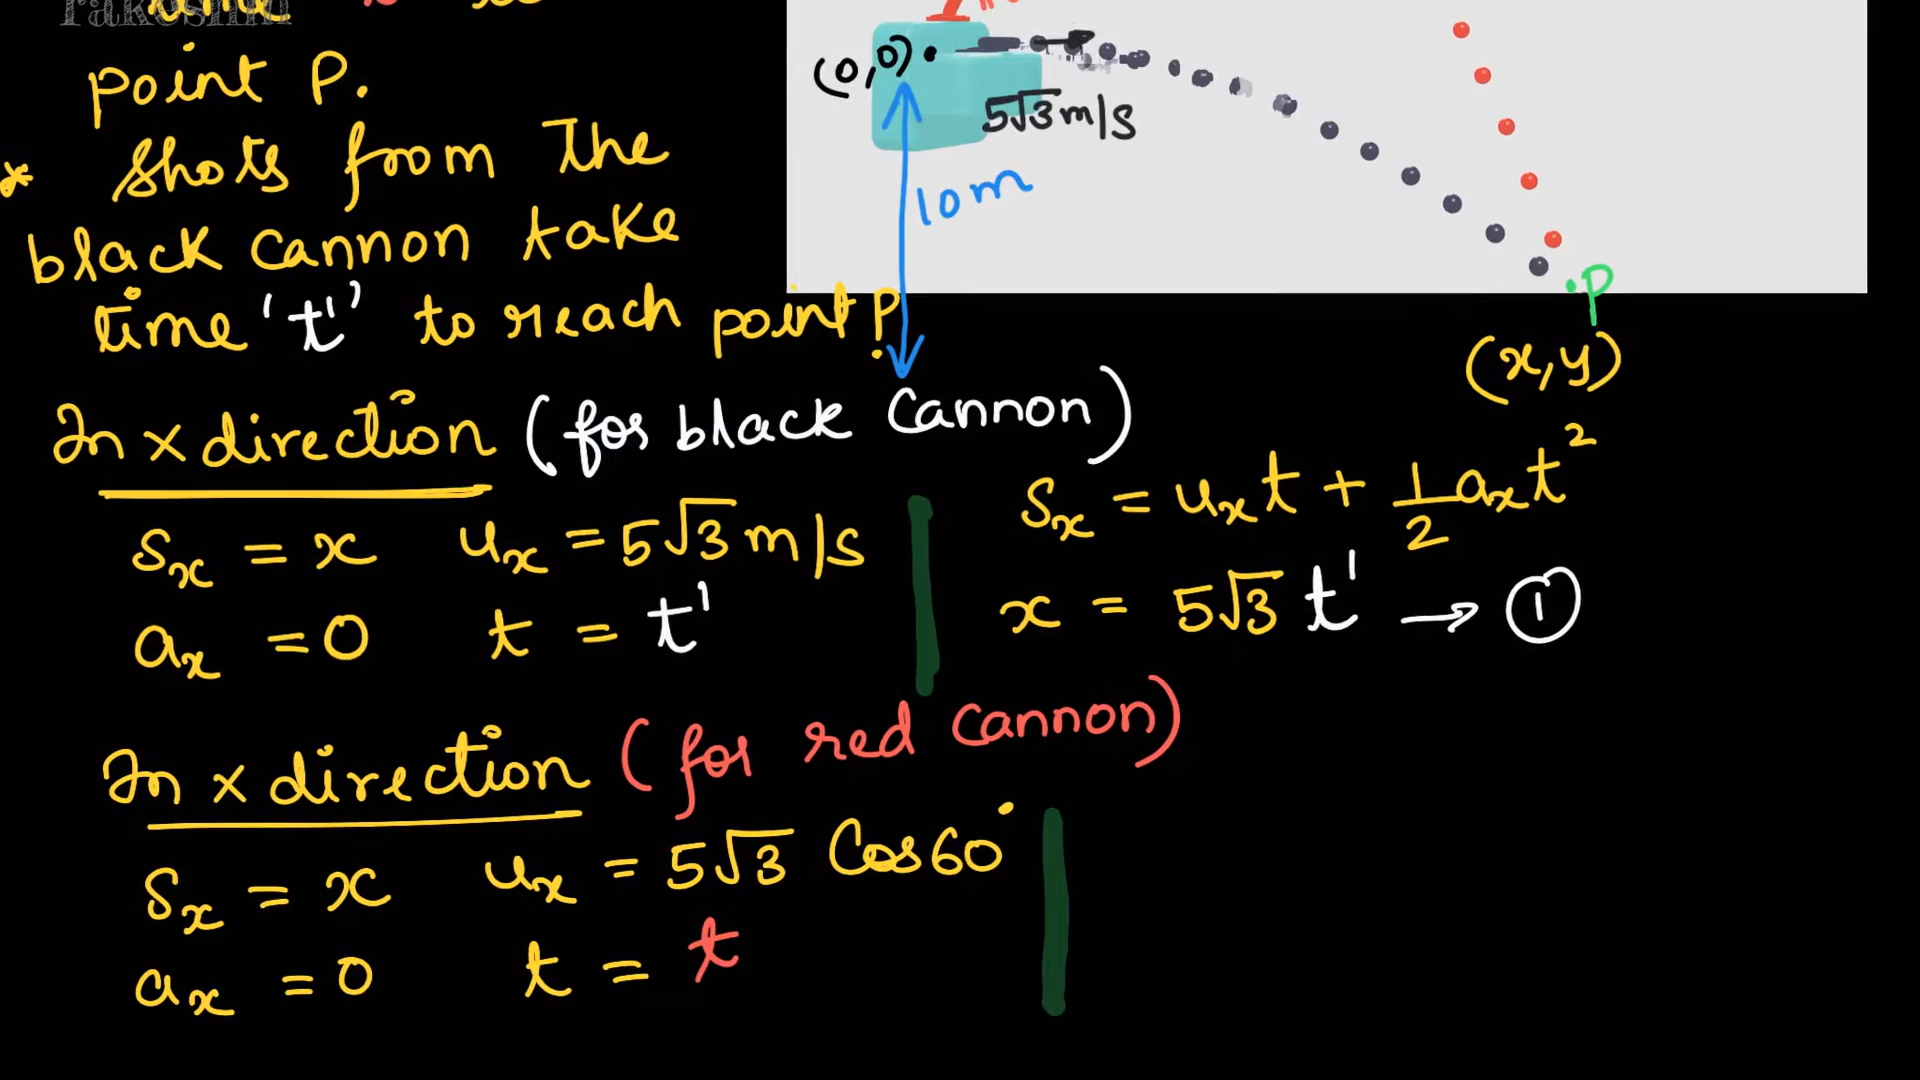 rakeshin
point P.
* Shots from the
black cannon take
time 't'' to reach point P.
(0,0)
5√3 m/s
10m
P
(x,y)
In x direction (for black cannon)
Sx = x ux = 5√3 m/s
ax = 0 t = t'
Sx = uxt + 1/2 axt²
x = 5√3 t' → ①
In x direction (for red cannon)
Sx = x ux = 5√3 Cos60°
ax = 0 t = t